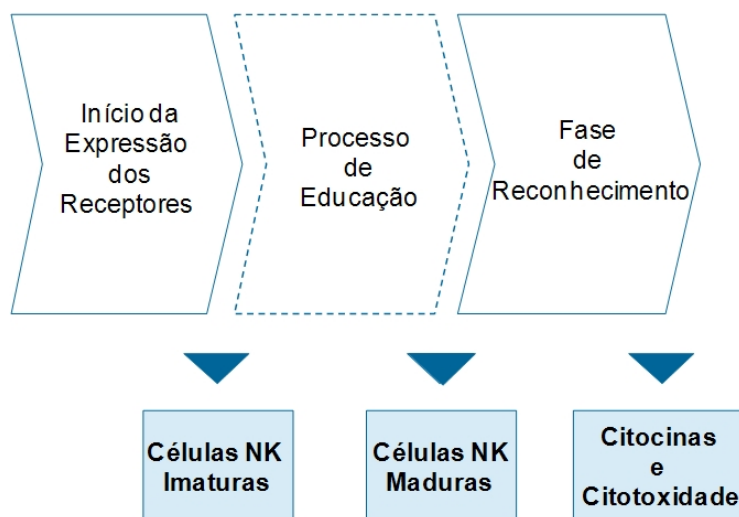 Início da
Expressão
dos
Receptores
Processo
de
Educação
Fase
de
Reconhecimento
Células NK
Imaturas
Células NK
Maduras
Citocinas
e
Citotoxidade